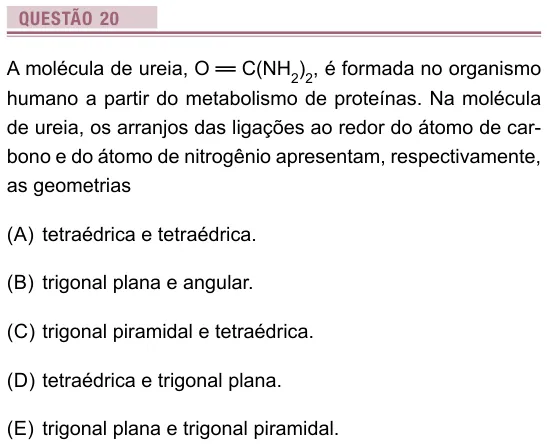 QUESTÃO 20
A molécula de ureia, O = C(NH₂)₂, é formada no organismo
humano a partir do metabolismo de proteínas. Na molécula
de ureia, os arranjos das ligações ao redor do átomo de car-
bono e do átomo de nitrogênio apresentam, respectivamente,
as geometrias
(A) tetraédrica e tetraédrica.
(B) trigonal plana e angular.
(C) trigonal piramidal e tetraédrica.
(D) tetraédrica e trigonal plana.
(E) trigonal plana e trigonal piramidal.